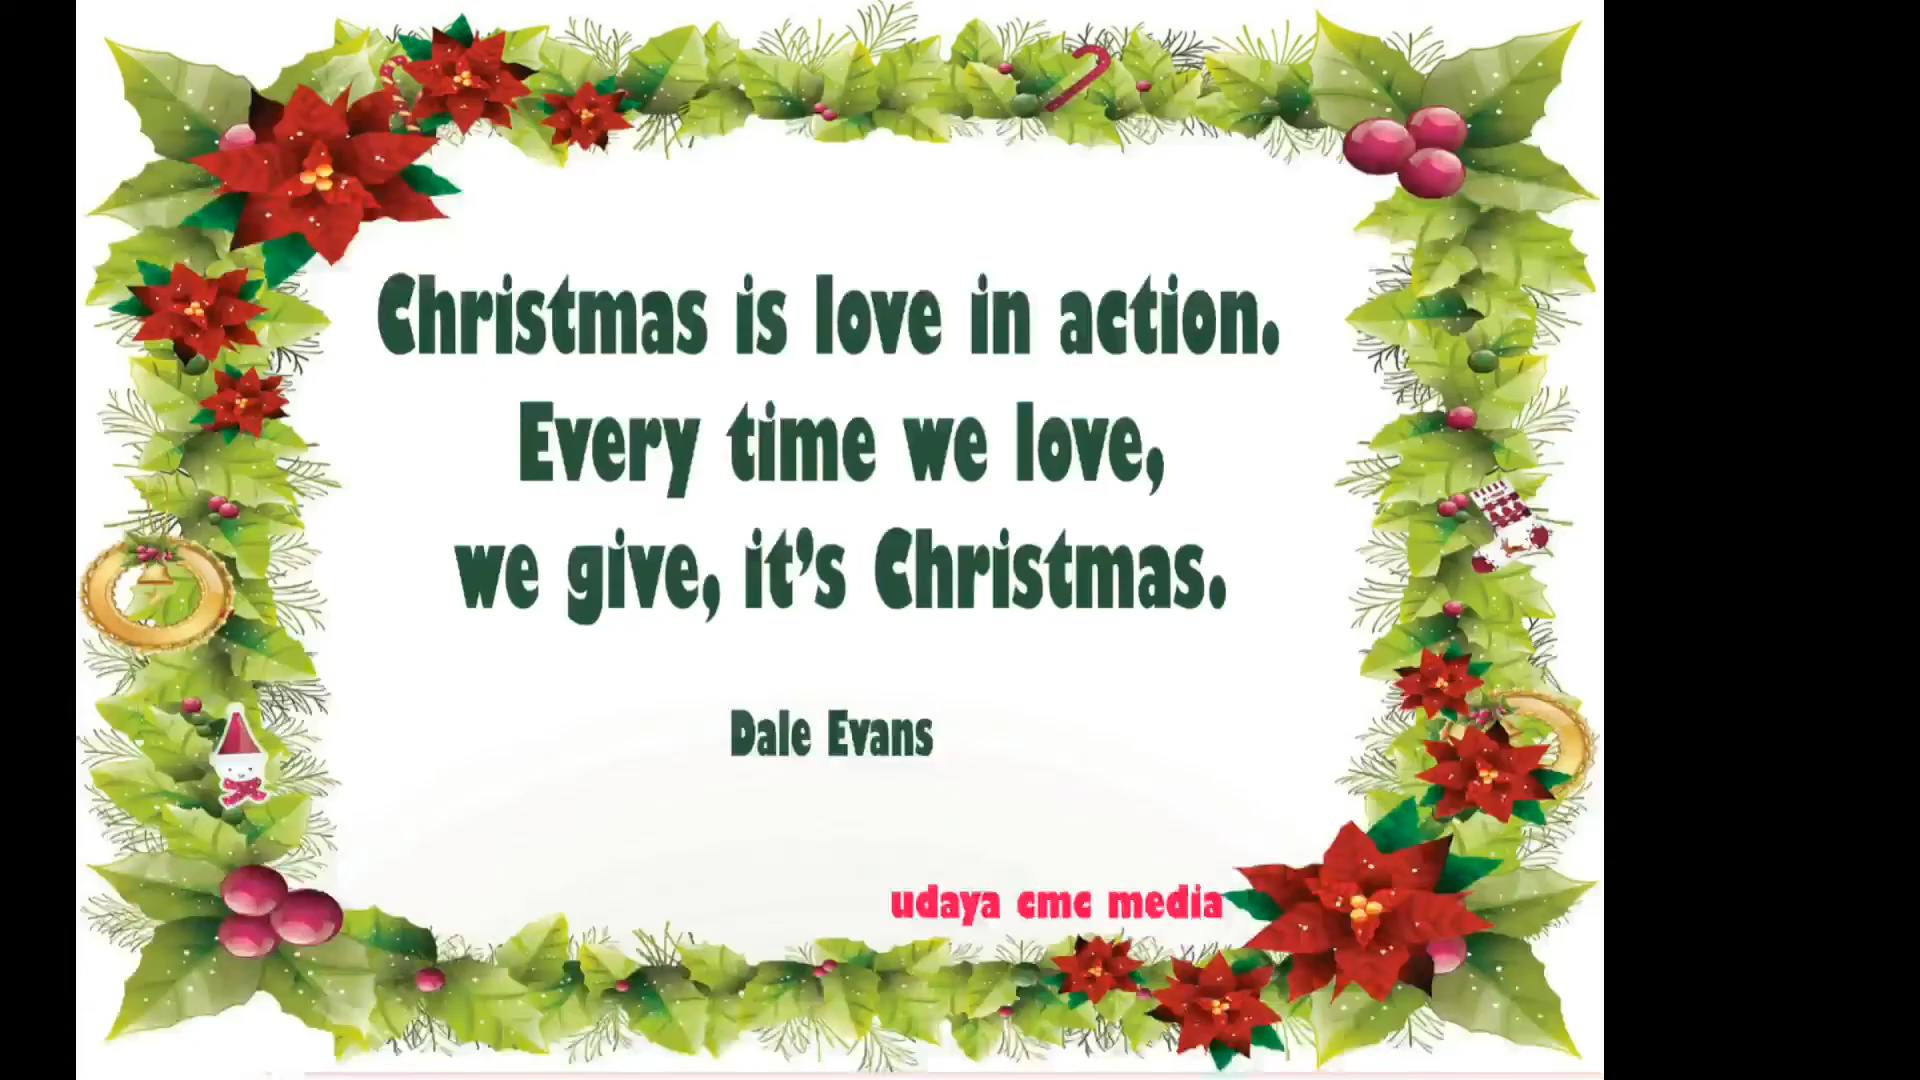 Christmas is love in action.
Every time we love,
we give, it's Christmas.
Dale Evans
udaya cmc media